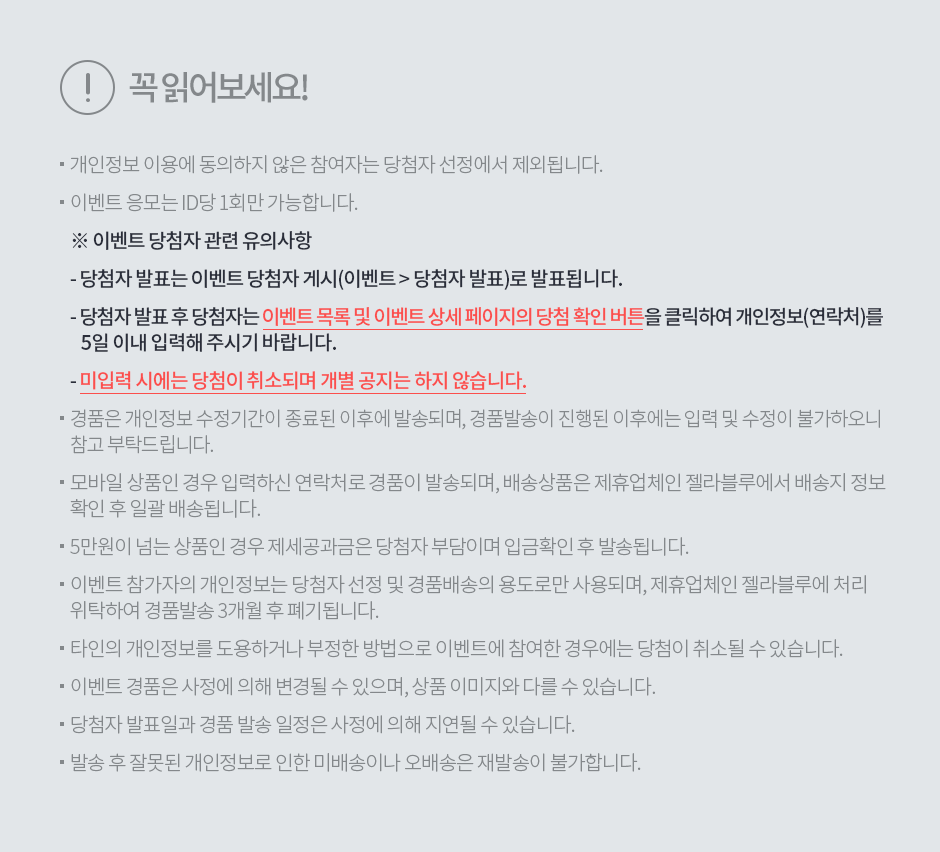 ! 꼭 읽어보세요!
▪ 개인정보 이용에 동의하지 않은 참여자는 당첨자 선정에서 제외됩니다.
▪ 이벤트 응모는 ID당 1회만 가능합니다.
※ 이벤트 당첨자 관련 유의사항
- 당첨자 발표는 이벤트 당첨자 게시(이벤트 > 당첨자 발표)로 발표됩니다.
- 당첨자 발표 후 당첨자는 이벤트 목록 및 이벤트 상세 페이지의 당첨 확인 버튼을 클릭하여 개인정보(연락처)를
5일 이내 입력해 주시기 바랍니다.
- 미입력 시에는 당첨이 취소되며 개별 공지는 하지 않습니다.
▪ 경품은 개인정보 수정기간이 종료된 이후에 발송되며, 경품발송이 진행된 이후에는 입력 및 수정이 불가하오니
참고 부탁드립니다.
▪ 모바일 상품인 경우 입력하신 연락처로 경품이 발송되며, 배송상품은 제휴업체인 젤라블루에서 배송지 정보
확인 후 일괄 배송됩니다.
▪ 5만원이 넘는 상품인 경우 제세공과금은 당첨자 부담이며 입금확인 후 발송됩니다.
▪ 이벤트 참가자의 개인정보는 당첨자 선정 및 경품배송의 용도로만 사용되며, 제휴업체인 젤라블루에 처리
위탁하여 경품발송 3개월 후 폐기됩니다.
▪ 타인의 개인정보를 도용하거나 부정한 방법으로 이벤트에 참여한 경우에는 당첨이 취소될 수 있습니다.
▪ 이벤트 경품은 사정에 의해 변경될 수 있으며, 상품 이미지와 다를 수 있습니다.
▪ 당첨자 발표일과 경품 발송 일정은 사정에 의해 지연될 수 있습니다.
▪ 발송 후 잘못된 개인정보로 인한 미배송이나 오배송은 재발송이 불가합니다.